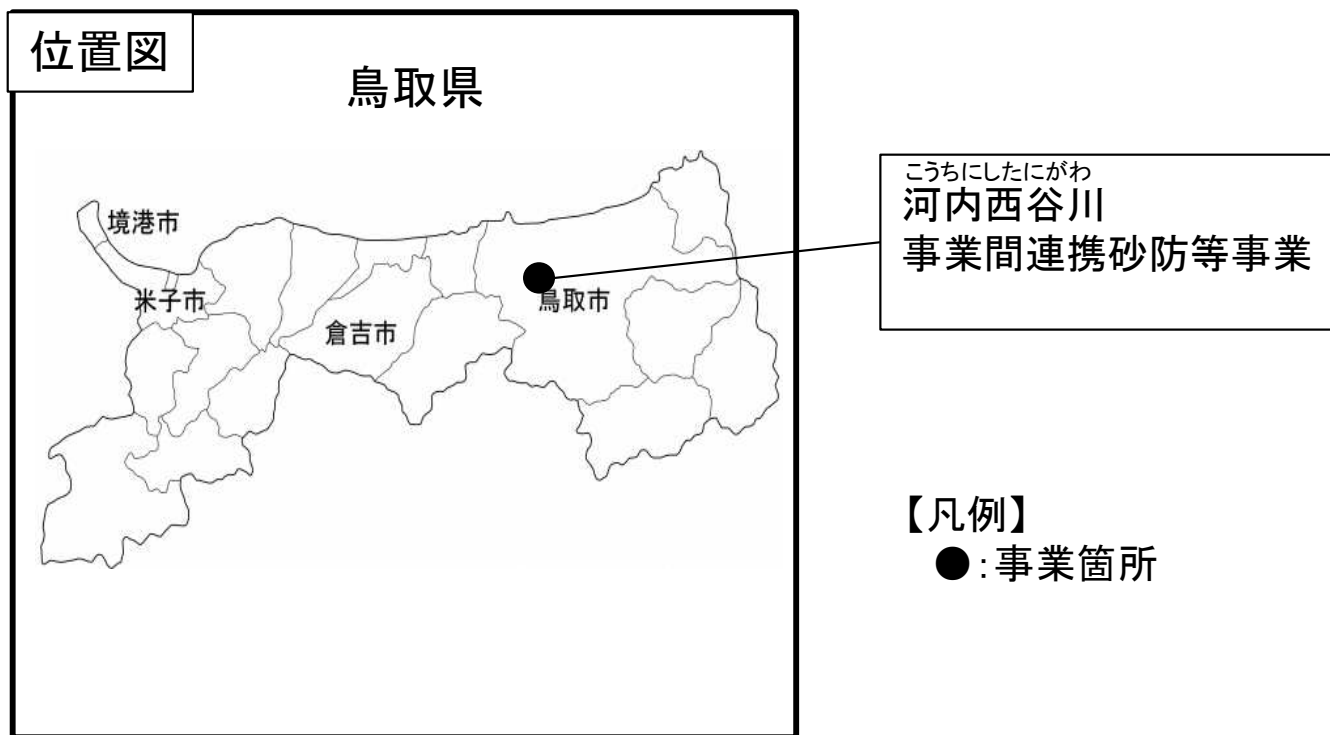 位置図
鳥取県
境港市
米子市
倉吉市
鳥取市
こうちにしたにがわ
河内西谷川
事業間連携砂防等事業
【凡例】
●:事業箇所